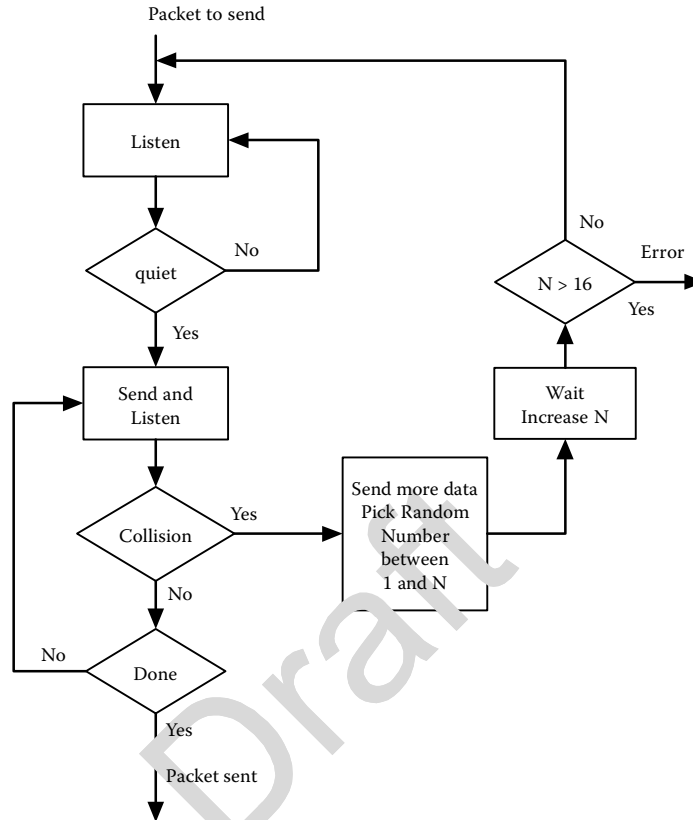 Packet to send
Listen
No
quiet
Yes
Send and
Listen
Collision
Yes
No
Done
No
Yes
Packet sent
Send more data
Pick Random
Number
between
1 and N
Wait
Increase N
N > 16
No
Yes
Error
Draft